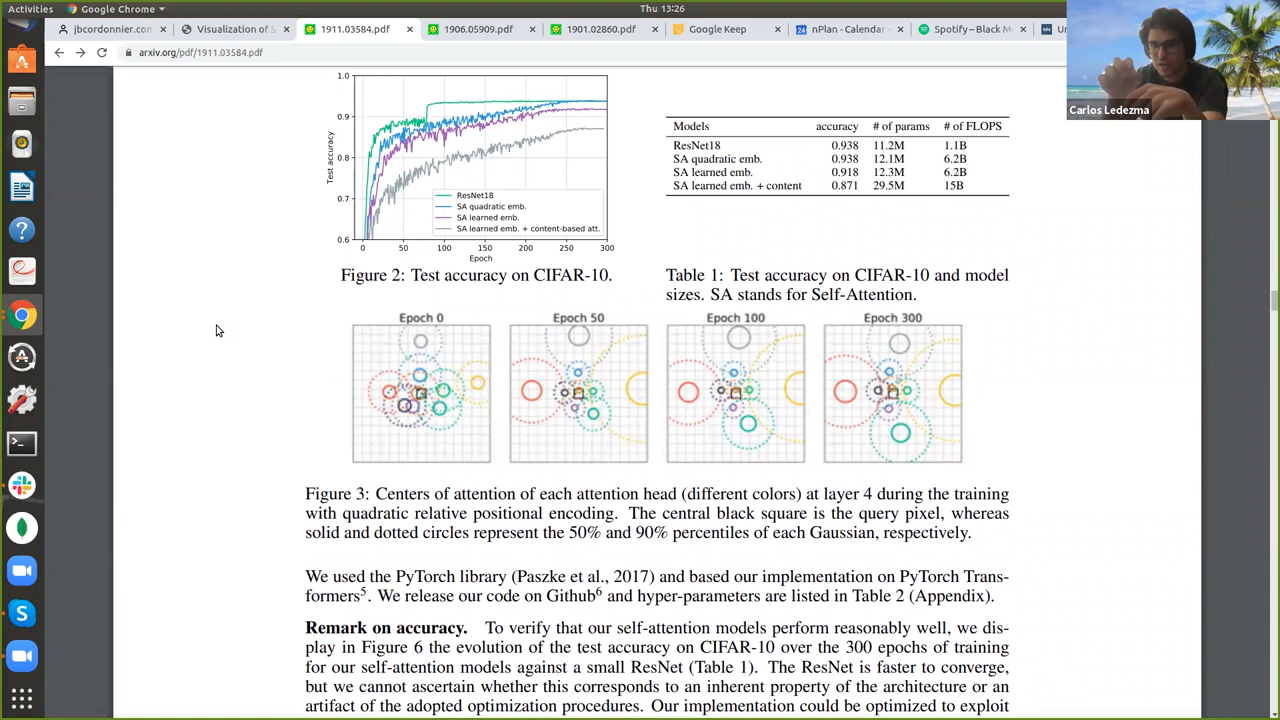 Activities
Google Chrome
Thu 13:26
jbcordonnier.com
Visualization of S
1911.03584.pdf
1906.05909.pdf
1901.02860.pdf
Google Keep
nPlan - Calendar
Spotify – Black M
Un
arxiv.org/pdf/1911.03584.pdf
Carlos Ledezma
1.0
0.9
0.8
0.7
0.6
Test accuracy
ResNet18
SA quadratic emb.
SA learned emb.
SA learned emb. + content-based att.
0 50 100 150 200 250 300
Epoch
Figure 2: Test accuracy on CIFAR-10.
Models accuracy # of params # of FLOPS
ResNet18 0.938 11.2M 1.1B
SA quadratic emb. 0.938 12.1M 6.2B
SA learned emb. 0.918 12.3M 6.2B
SA learned emb. + content 0.871 29.5M 15B
Table 1: Test accuracy on CIFAR-10 and model
sizes. SA stands for Self-Attention.
Epoch 0 Epoch 50 Epoch 100 Epoch 300
Figure 3: Centers of attention of each attention head (different colors) at layer 4 during the training
with quadratic relative positional encoding. The central black square is the query pixel, whereas
solid and dotted circles represent the 50% and 90% percentiles of each Gaussian, respectively.
We used the PyTorch library (Paszke et al., 2017) and based our implementation on PyTorch Trans-
formers5. We release our code on Github6 and hyper-parameters are listed in Table 2 (Appendix).
Remark on accuracy. To verify that our self-attention models perform reasonably well, we dis-
play in Figure 6 the evolution of the test accuracy on CIFAR-10 over the 300 epochs of training
for our self-attention models against a small ResNet (Table 1). The ResNet is faster to converge,
but we cannot ascertain whether this corresponds to an inherent property of the architecture or an
artifact of the adopted optimization procedures. Our implementation could be optimized to exploit